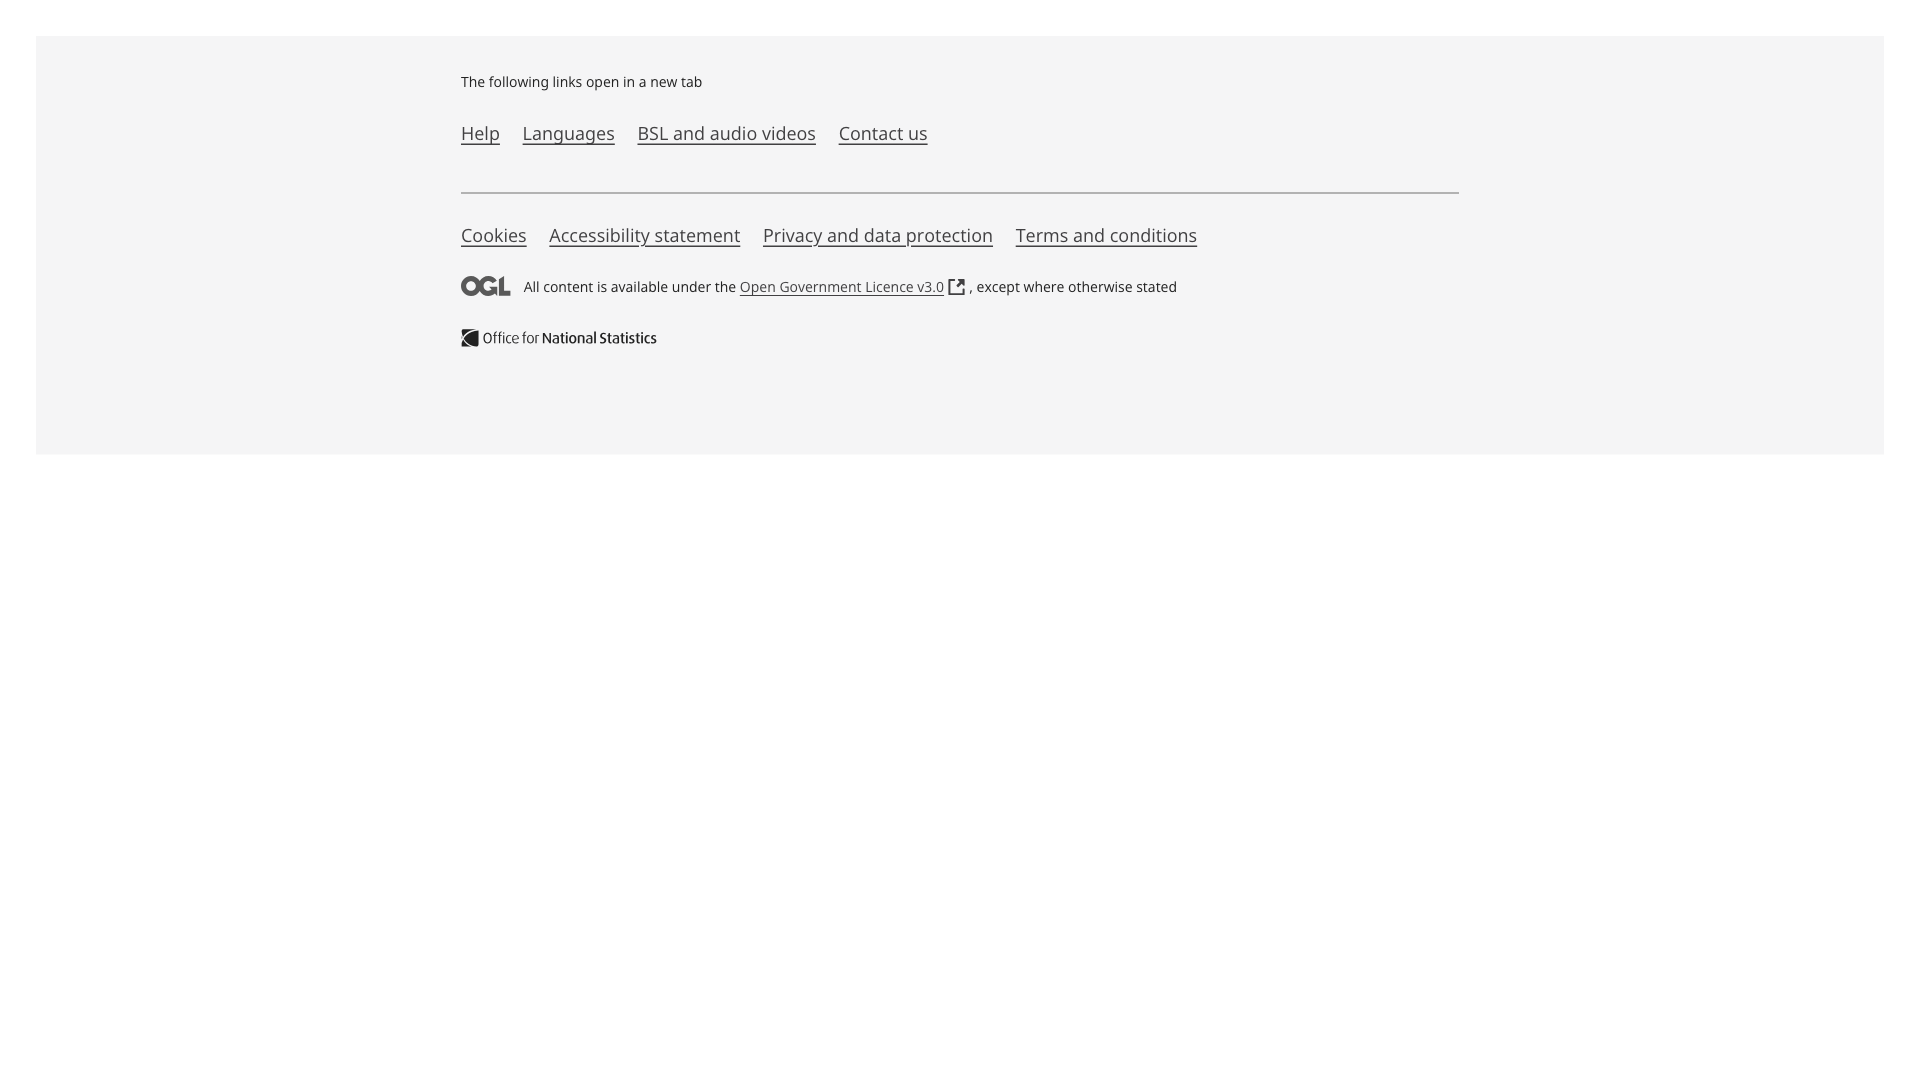 The following links open in a new tab
Help Languages BSL and audio videos Contact us
Cookies Accessibility statement Privacy and data protection Terms and conditions
OGL All content is available under the Open Government Licence v3.0 , except where otherwise stated
Office for National Statistics